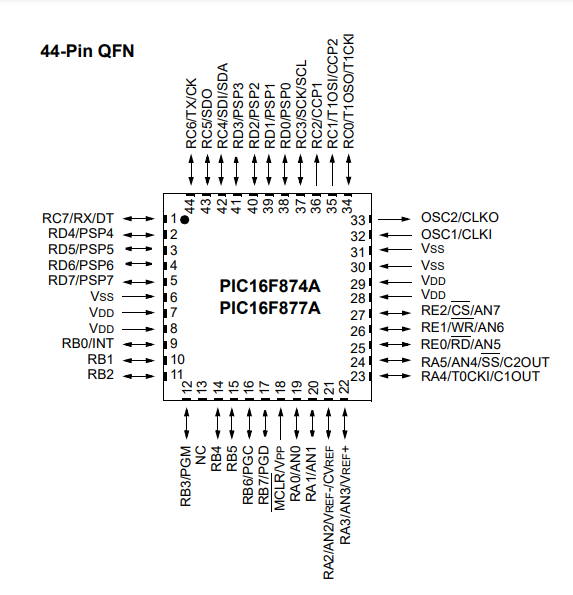 44-Pin QFN
RC6/TX/CK
RC5/SDO
RC4/SDI/SDA
RD3/PSP3
RD2/PSP2
RD1/PSP1
RD0/PSP0
RC3/SCK/SCL
RC2/CCP1
RC1/T1OSI/CCP2
RC0/T1OSO/T1CKI
44
43
42
41
40
39
38
37
36
35
34
RC7/RX/DT 1
RD4/PSP4 2
RD5/PSP5 3
RD6/PSP6 4
RD7/PSP7 5
VSS 6
VDD 7
VDD 8
RB0/INT 9
RB1 10
RB2 11
PIC16F874A
PIC16F877A
33 OSC2/CLKO
32 OSC1/CLKI
31 VSS
30 VSS
29 VDD
28 VDD
27 RE2/CS/AN7
26 RE1/WR/AN6
25 RE0/RD/AN5
24 RA5/AN4/SS/C2OUT
23 RA4/T0CKI/C1OUT
12
13
14
15
16
17
18
19
20
21
22
RB3/PGM
NC
RB4
RB5
RB6/PGC
RB7/PGD
MCLR/VPP
RA0/AN0
RA1/AN1
RA2/AN2/VREF-/CVREF
RA3/AN3/VREF+